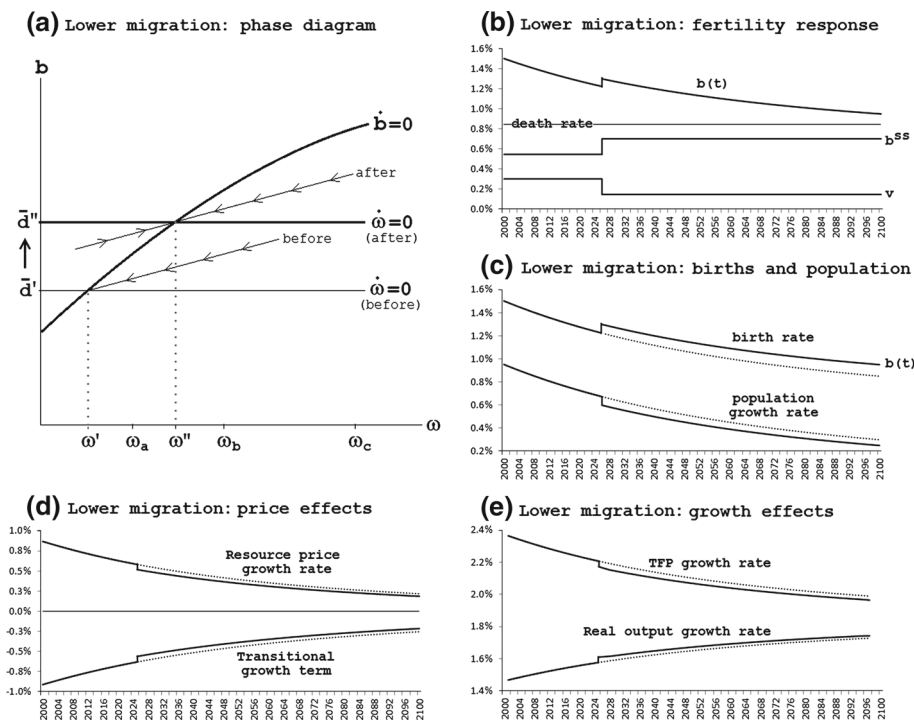 (a) Lower migration: phase diagram
b
ḃ=0
after
d̄"
ω̇=0
(after)
before
d̄'
ω̇=0
(before)
ω' ωa ω" ωb ωc ω
(b) Lower migration: fertility response
1.6%
1.4%
1.2%
1.0%
0.8%
0.6%
0.4%
0.2%
0.0%
b(t)
death rate
b^ss
v
2000 2004 2008 2012 2016 2020 2024 2028 2032 2036 2040 2044 2048 2052 2056 2060 2064 2068 2072 2076 2080 2084 2088 2092 2096 2100
(c) Lower migration: births and population
1.6%
1.4%
1.2%
1.0%
0.8%
0.6%
0.4%
0.2%
birth rate
b(t)
population
growth rate
2000 2004 2008 2012 2016 2020 2024 2028 2032 2036 2040 2044 2048 2052 2056 2060 2064 2068 2072 2076 2080 2084 2088 2092 2096 2100
(d) Lower migration: price effects
1.0%
0.8%
0.5%
0.3%
0.0%
-0.3%
-0.5%
-0.8%
-1.0%
Resource price
growth rate
Transitional
growth term
2000 2004 2008 2012 2016 2020 2024 2028 2032 2036 2040 2044 2048 2052 2056 2060 2064 2068 2072 2076 2080 2084 2088 2092 2096 2100
(e) Lower migration: growth effects
2.4%
2.2%
2.0%
1.8%
1.6%
1.4%
TFP growth rate
Real output growth rate
2000 2004 2008 2012 2016 2020 2024 2028 2032 2036 2040 2044 2048 2052 2056 2060 2064 2068 2072 2076 2080 2084 2088 2092 2096 2100